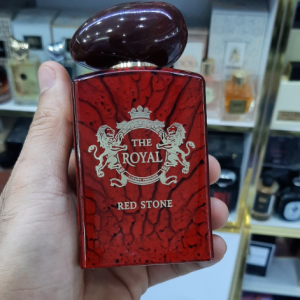 THE
ROYAL
RED STONE